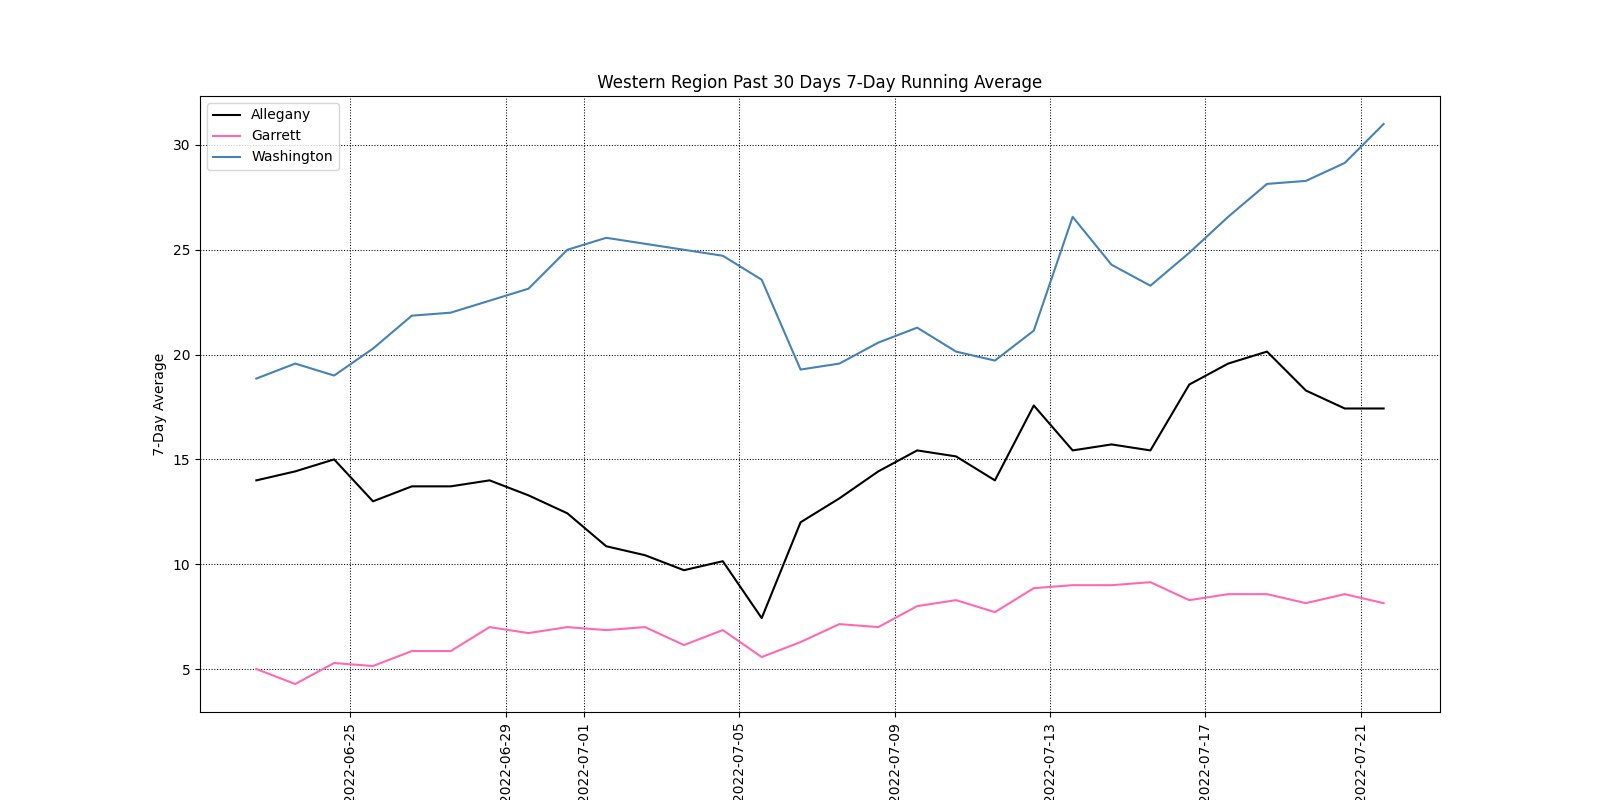 Western Region Past 30 Days 7-Day Running Average
Allegany
Garrett
Washington
7-Day Average
30
25
20
15
10
5
2022-06-25
2022-06-29
2022-07-01
2022-07-05
2022-07-09
2022-07-13
2022-07-17
2022-07-21